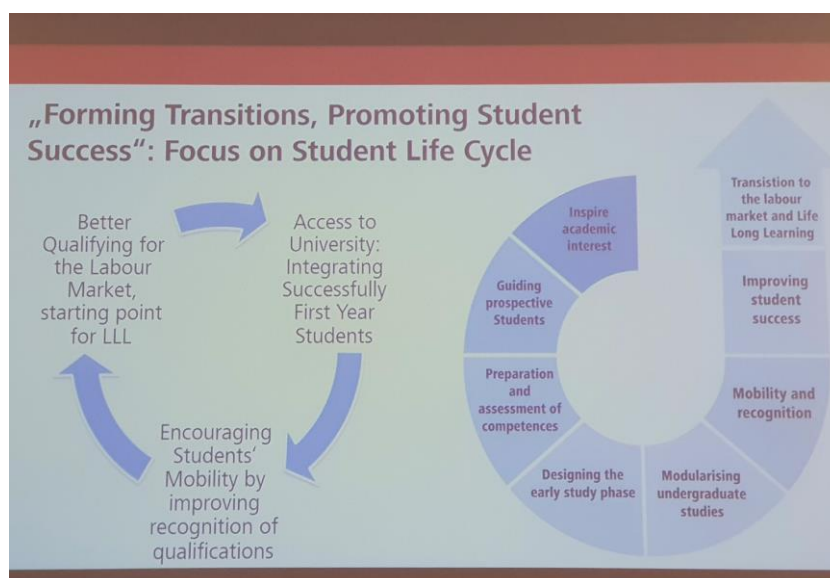 „Forming Transitions, Promoting Student
Success“: Focus on Student Life Cycle
Better
Qualifying for
the Labour
Market,
starting point
for LLL
Access to
University:
Integrating
Successfully
First Year
Students
Encouraging
Students‘
Mobility by
improving
recognition of
qualifications
Inspire
academic
interest
Guiding
prospective
Students
Preparation
and
assessment of
competences
Designing the
early study phase
Modularising
undergraduate
studies
Mobility and
recognition
Improving
student
success
Transistion to
the labour
market and Life
Long Learning